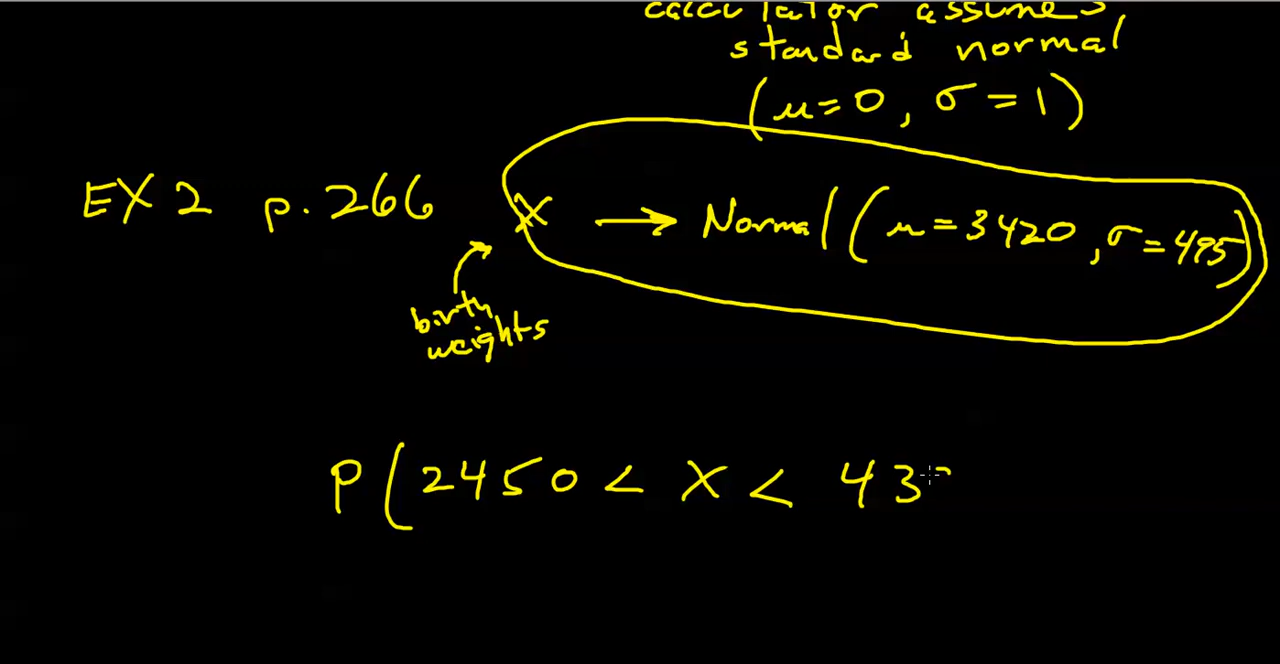 calculator assumes
standard normal
(μ=0, σ=1)
EX 2 p.266 X → Normal (μ=3420, σ=495)
birth
weights
P(2450 < X < 43